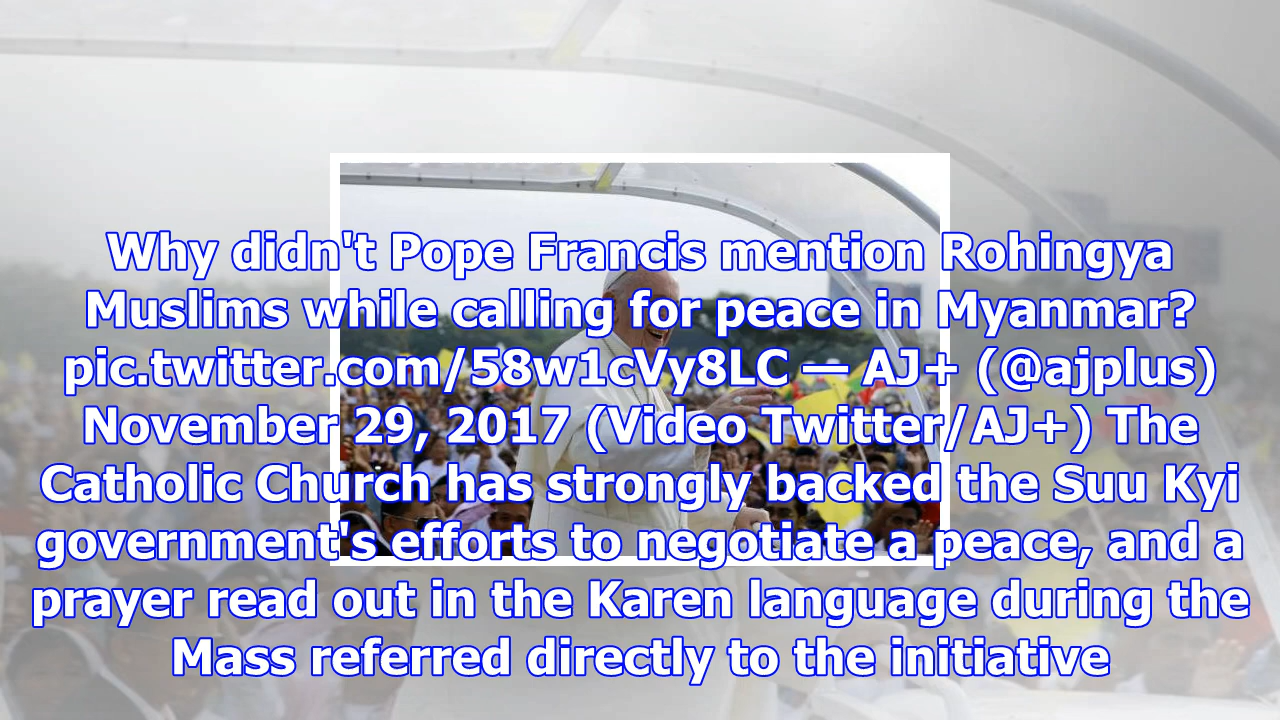 Why didn't Pope Francis mention Rohingya
Muslims while calling for peace in Myanmar?
pic.twitter.com/58w1cVy8LC — AJ+ (@ajplus)
November 29, 2017 (Video Twitter/AJ+) The
Catholic Church has strongly backed the Suu Kyi
government's efforts to negotiate a peace, and a
prayer read out in the Karen language during the
Mass referred directly to the initiative